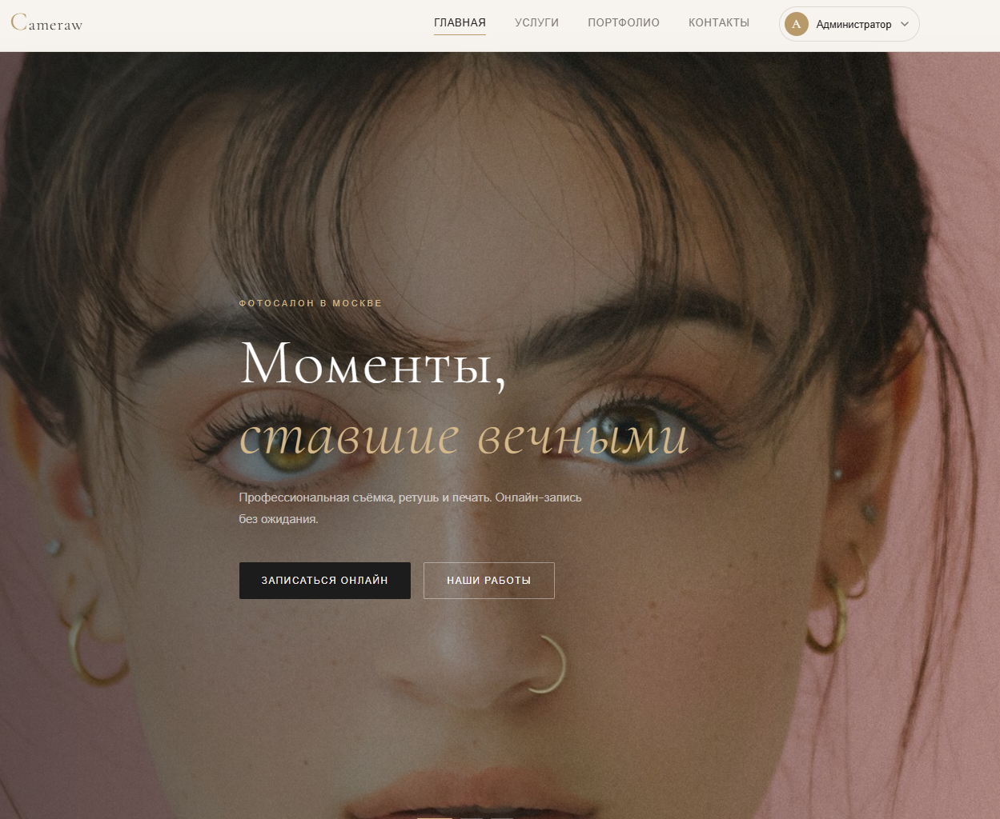 Cameraw
ГЛАВНАЯ
УСЛУГИ
ПОРТФОЛИО
КОНТАКТЫ
А
Администратор
ФОТОСАЛОН В МОСКВЕ
Моменты,
ставшие вечными
Профессиональная съёмка, ретушь и печать. Онлайн-запись
без ожидания.
ЗАПИСАТЬСЯ ОНЛАЙН
НАШИ РАБОТЫ